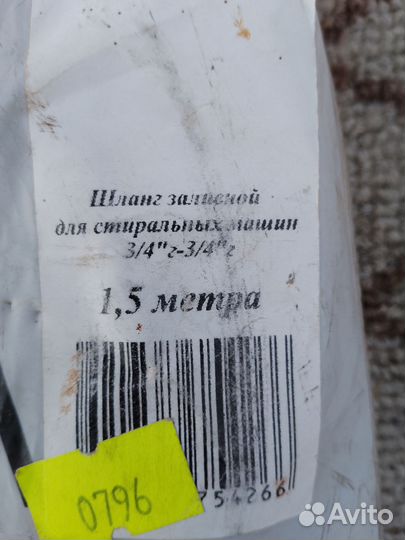 Шланг заливной
для стиральных машин
3/4"г-3/4"г
1,5 метра
0796
754266
Avito